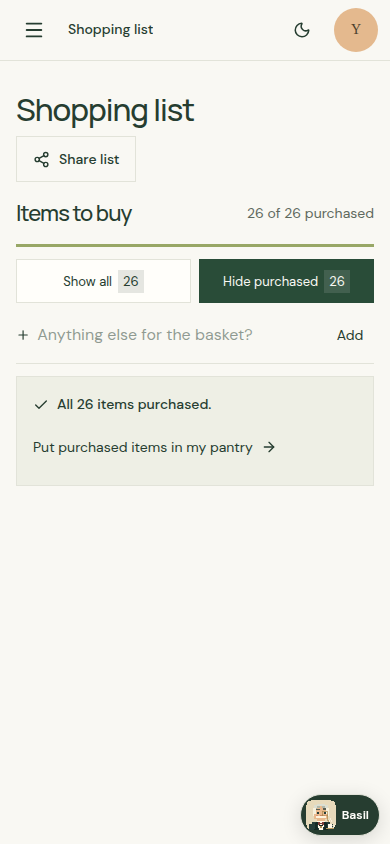 Shopping list
Y
Shopping list
Share list
Items to buy
26 of 26 purchased
Show all 26
Hide purchased 26
+ Anything else for the basket?
Add
All 26 items purchased.
Put purchased items in my pantry →
Basil